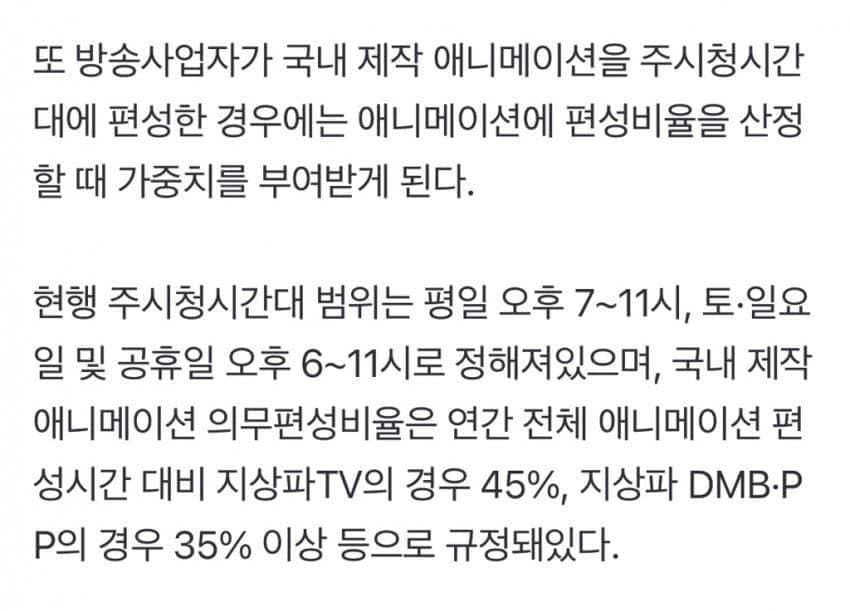 또 방송사업자가 국내 제작 애니메이션을 주시청시간
대에 편성한 경우에는 애니메이션에 편성비율을 산정
할 때 가중치를 부여받게 된다.
현행 주시청시간대 범위는 평일 오후 7~11시, 토·일요
일 및 공휴일 오후 6~11시로 정해져있으며, 국내 제작
애니메이션 의무편성비율은 연간 전체 애니메이션 편
성시간 대비 지상파TV의 경우 45%, 지상파 DMB·P
P의 경우 35% 이상 등으로 규정돼있다.